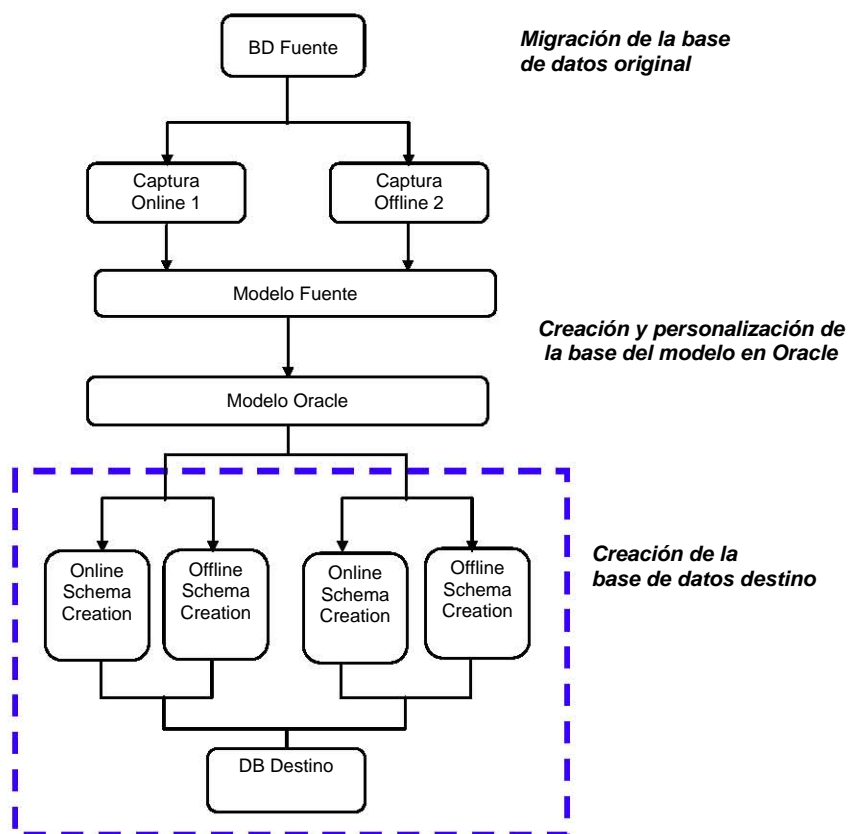 BD Fuente
Migración de la base
de datos original
Captura
Online 1
Captura
Offline 2
Modelo Fuente
Creación y personalización de
la base del modelo en Oracle
Modelo Oracle
Online
Schema
Creation
Offline
Schema
Creation
Online
Schema
Creation
Offline
Schema
Creation
Creación de la
base de datos destino
DB Destino